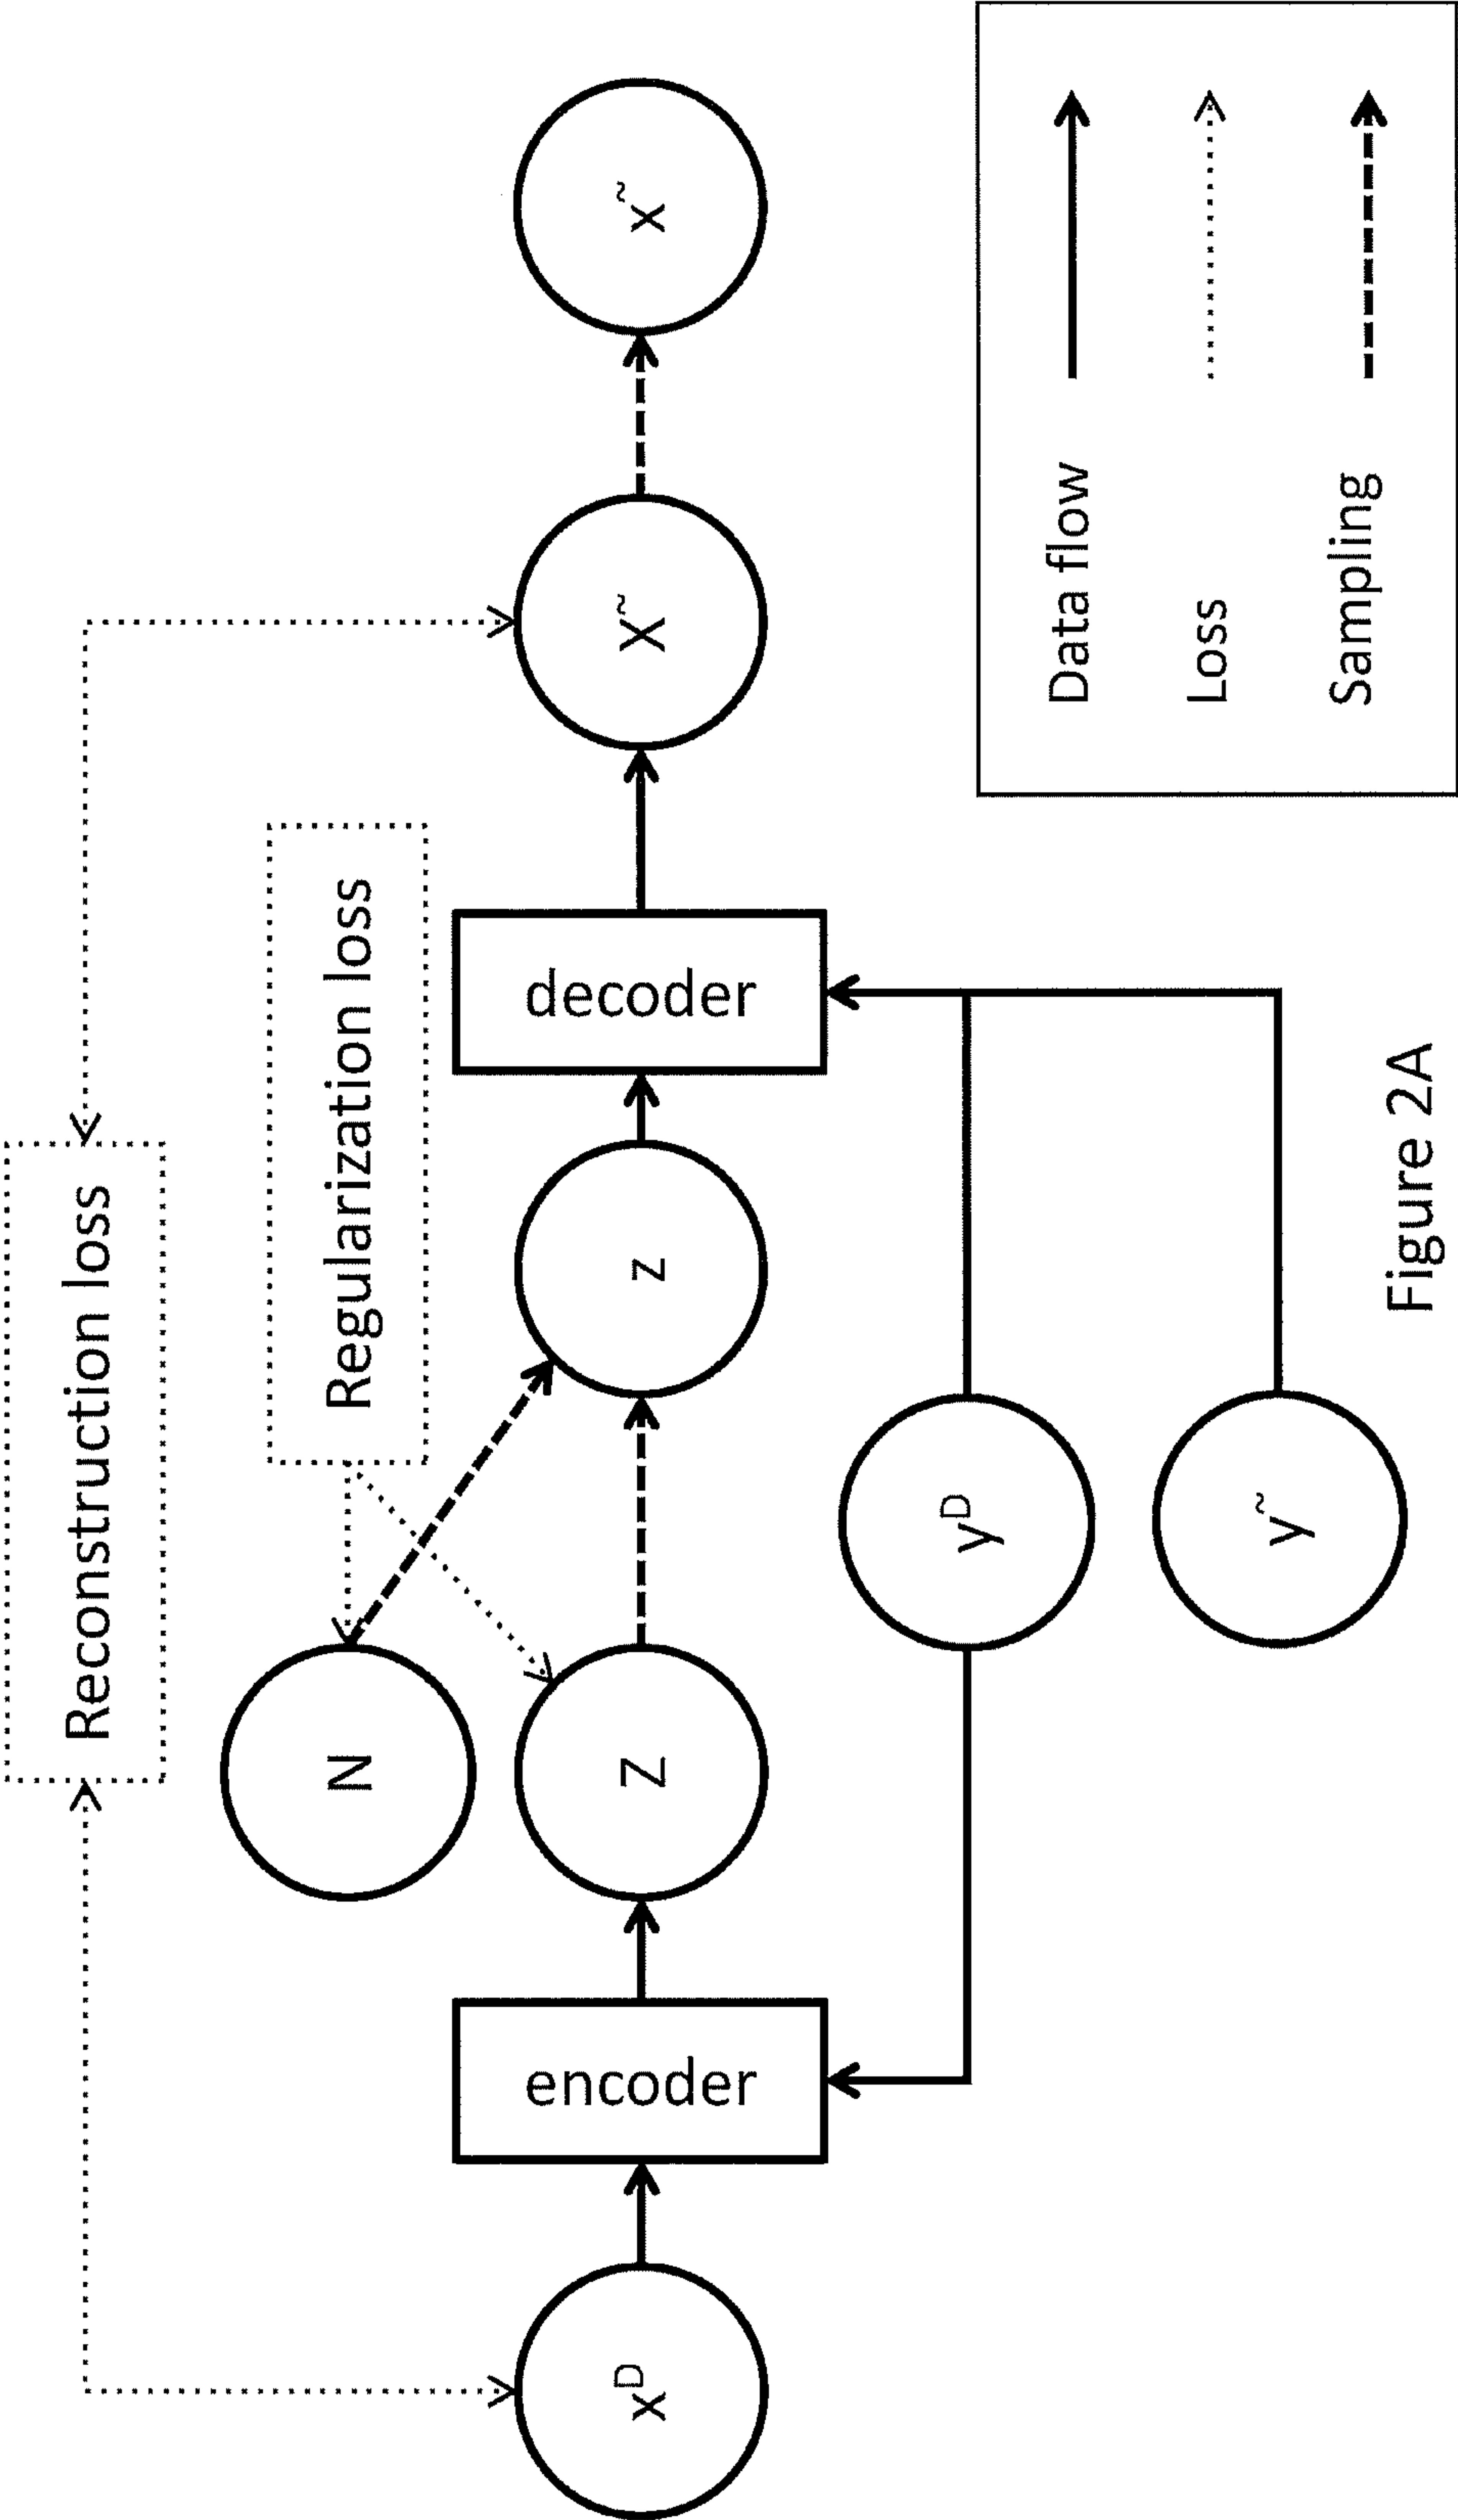 Reconstruction loss
Regularization loss
N
x^D
encoder
Z
z
decoder
X^~
x^~
y^D
y^~
Data flow
Loss
Sampling
Figure 2A